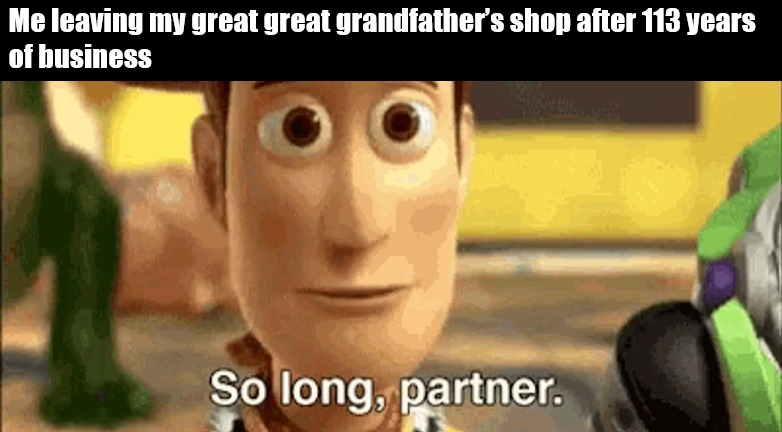 Me leaving my great great grandfather’s shop after 113 years
of business
So long, partner.